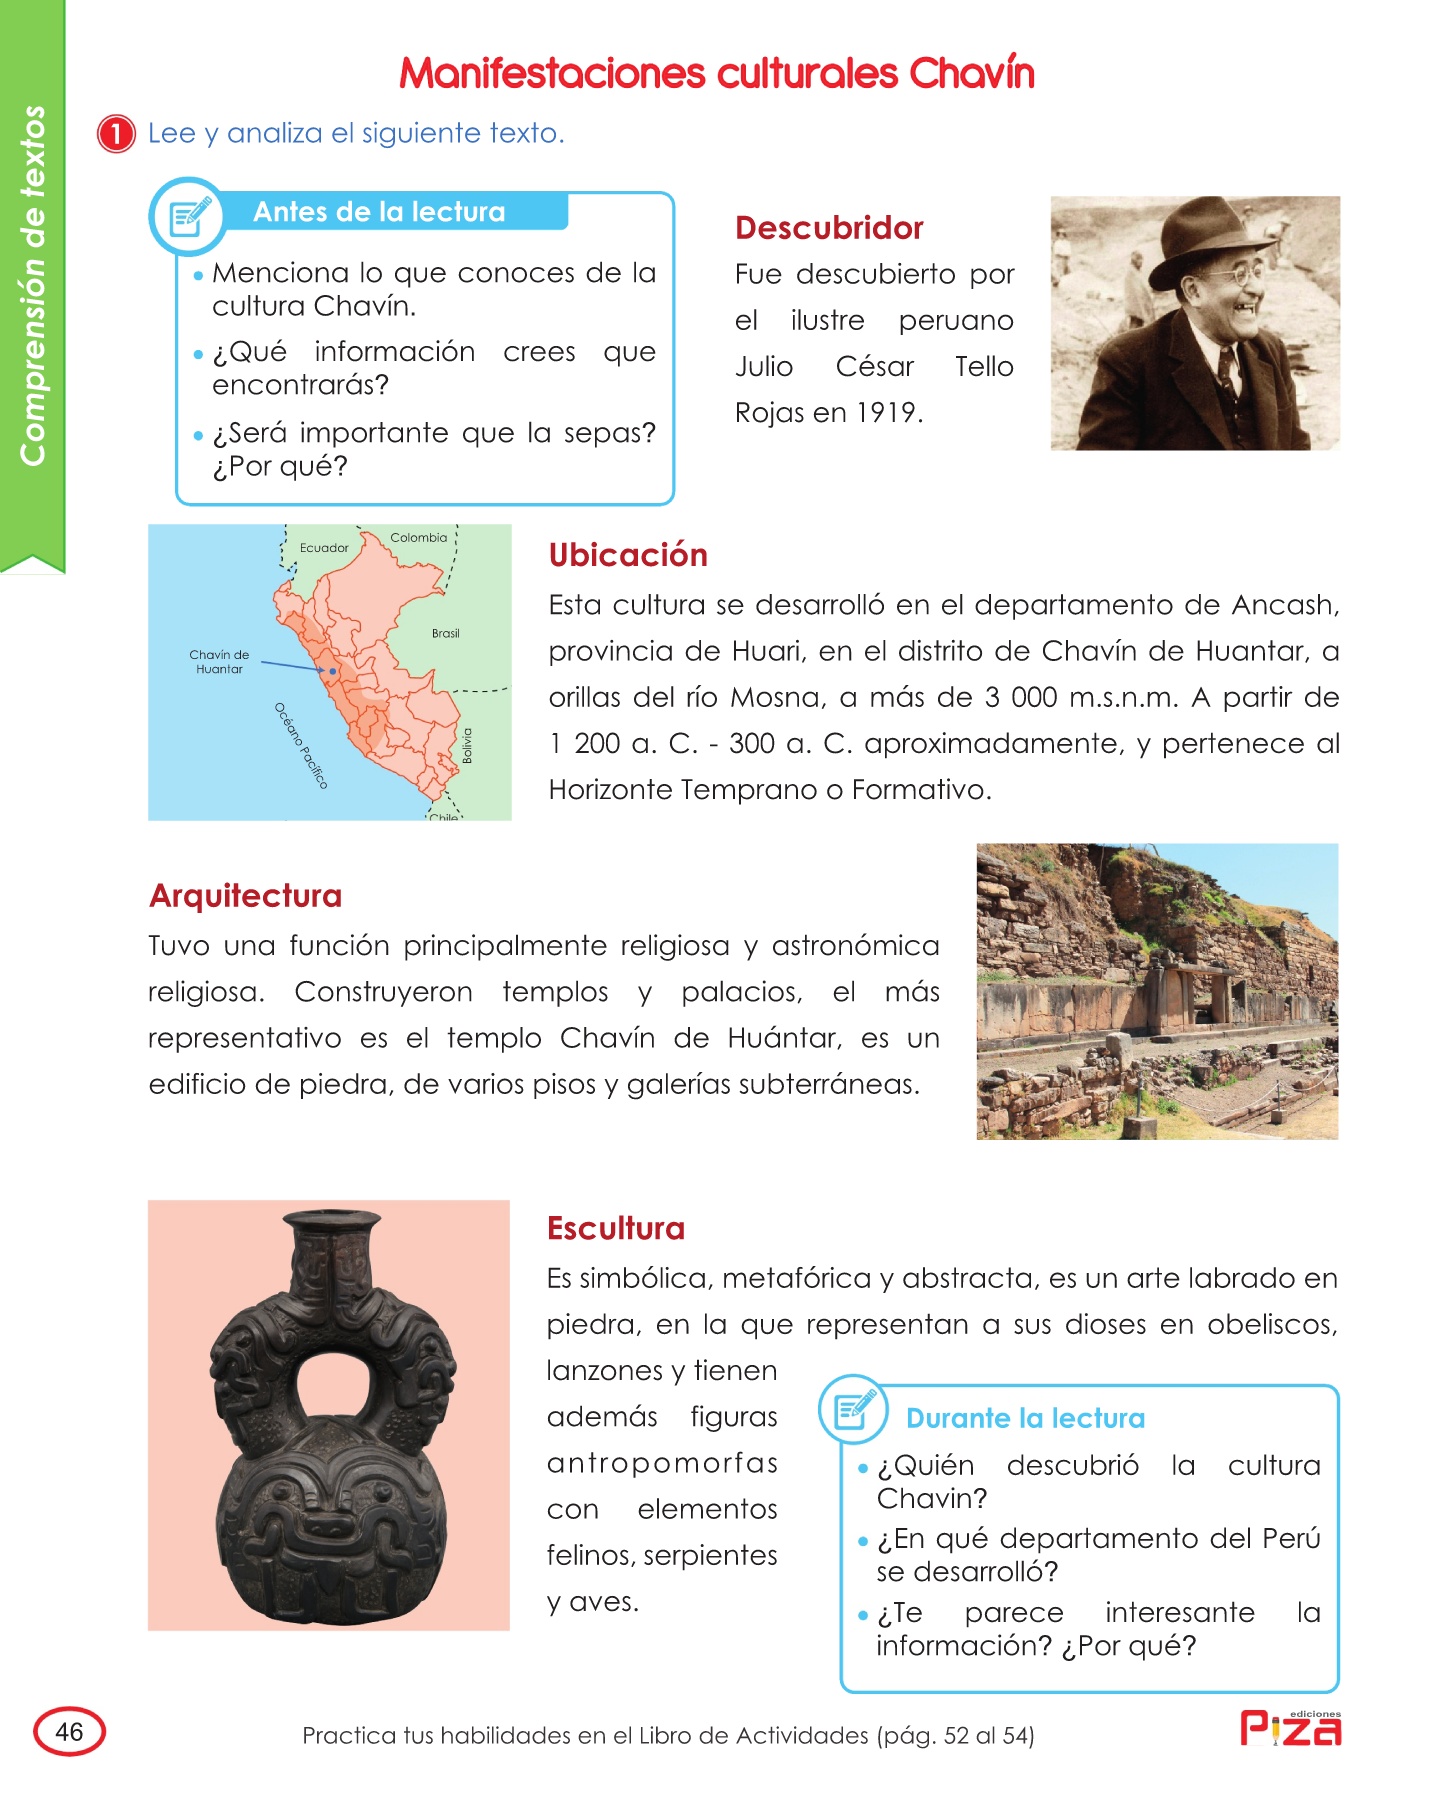 Comprensión de textos
Manifestaciones culturales Chavín
1 Lee y analiza el siguiente texto.
Antes de la lectura
• Menciona lo que conoces de la
cultura Chavín.
• ¿Qué información crees que
encontrarás?
• ¿Será importante que la sepas?
¿Por qué?
Descubridor
Fue descubierto por
el ilustre peruano
Julio César Tello
Rojas en 1919.
Ecuador
Colombia
Brasil
Chavín de
Huantar
Océano Pacífico
Bolivia
Chile
Ubicación
Esta cultura se desarrolló en el departamento de Ancash,
provincia de Huari, en el distrito de Chavín de Huantar, a
orillas del río Mosna, a más de 3 000 m.s.n.m. A partir de
1 200 a. C. - 300 a. C. aproximadamente, y pertenece al
Horizonte Temprano o Formativo.
Arquitectura
Tuvo una función principalmente religiosa y astronómica
religiosa. Construyeron templos y palacios, el más
representativo es el templo Chavín de Huántar, es un
edificio de piedra, de varios pisos y galerías subterráneas.
Escultura
Es simbólica, metafórica y abstracta, es un arte labrado en
piedra, en la que representan a sus dioses en obeliscos,
lanzones y tienen
además figuras
antropomorfas
con elementos
felinos, serpientes
y aves.
Durante la lectura
• ¿Quién descubrió la cultura
Chavin?
• ¿En qué departamento del Perú
se desarrolló?
• ¿Te parece interesante la
información? ¿Por qué?
46
Practica tus habilidades en el Libro de Actividades (pág. 52 al 54)
ediciones
Piza